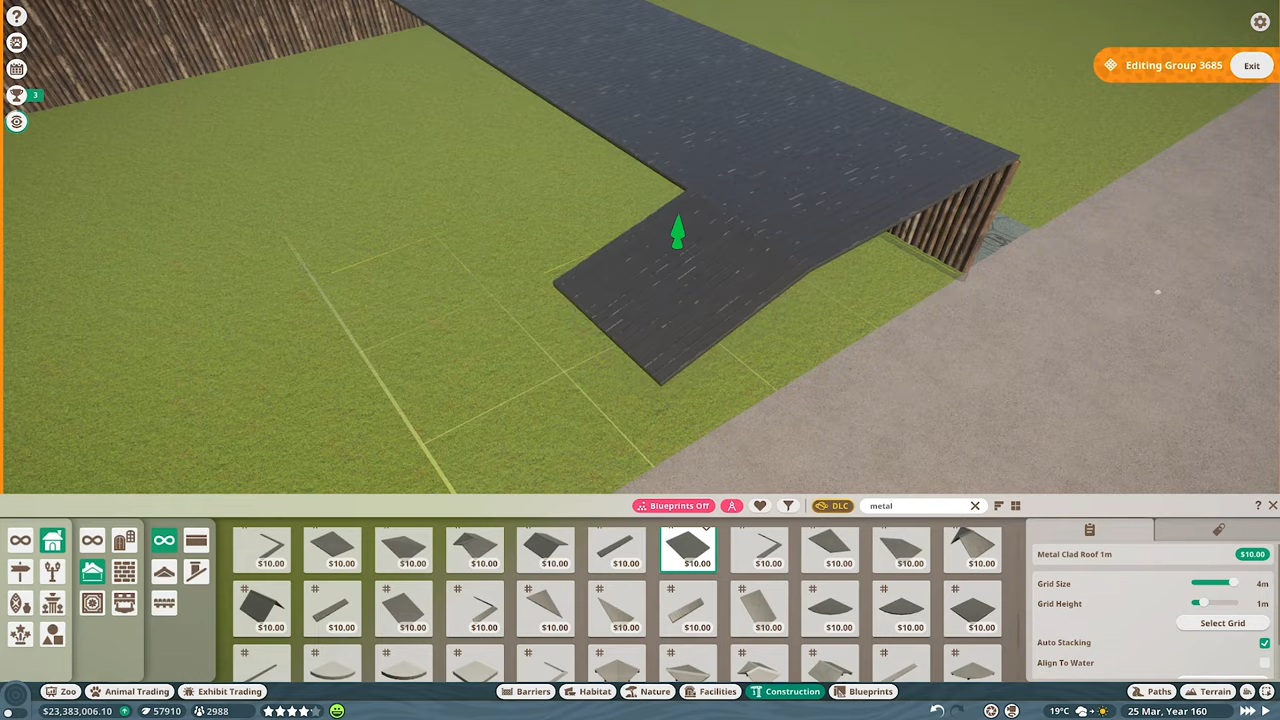 ?
Editing Group 3685
Exit
3
Blueprints Off
DLC
metal
?
$10.00 $10.00 $10.00 $10.00 $10.00 $10.00 $10.00 $10.00 $10.00 $10.00 $10.00
$10.00 $10.00 $10.00 $10.00 $10.00 $10.00 $10.00 $10.00 $10.00 $10.00 $10.00
Metal Clad Roof 1m $10.00
Grid Size 4m
Grid Height 1m
Select Grid
Auto Stacking
Align To Water
Zoo Animal Trading Exhibit Trading Barriers Habitat Nature Facilities Construction Blueprints Paths Terrain
$23,383,006.10 57910 2988 19°C 25 Mar, Year 160